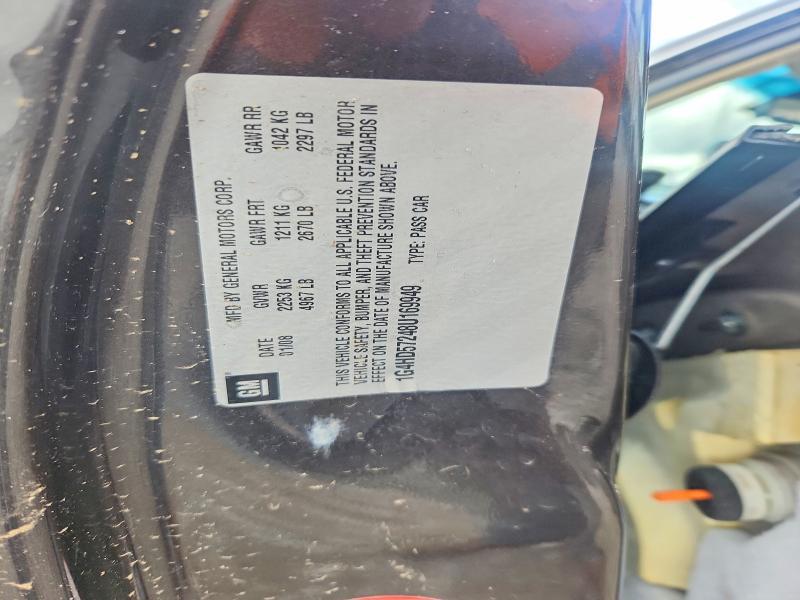 GM
MFD BY GENERAL MOTORS CORP.
DATE GVWR GAWR FRT GAWR RR
01/08 2253 KG 1211 KG 1042 KG
4967 LB 2670 LB 2297 LB
THIS VEHICLE CONFORMS TO ALL APPLICABLE U.S. FEDERAL MOTOR
VEHICLE SAFETY, BUMPER, AND THEFT PREVENTION STANDARDS IN
EFFECT ON THE DATE OF MANUFACTURE SHOWN ABOVE.
1G4HD57248U169949 TYPE: PASS CAR